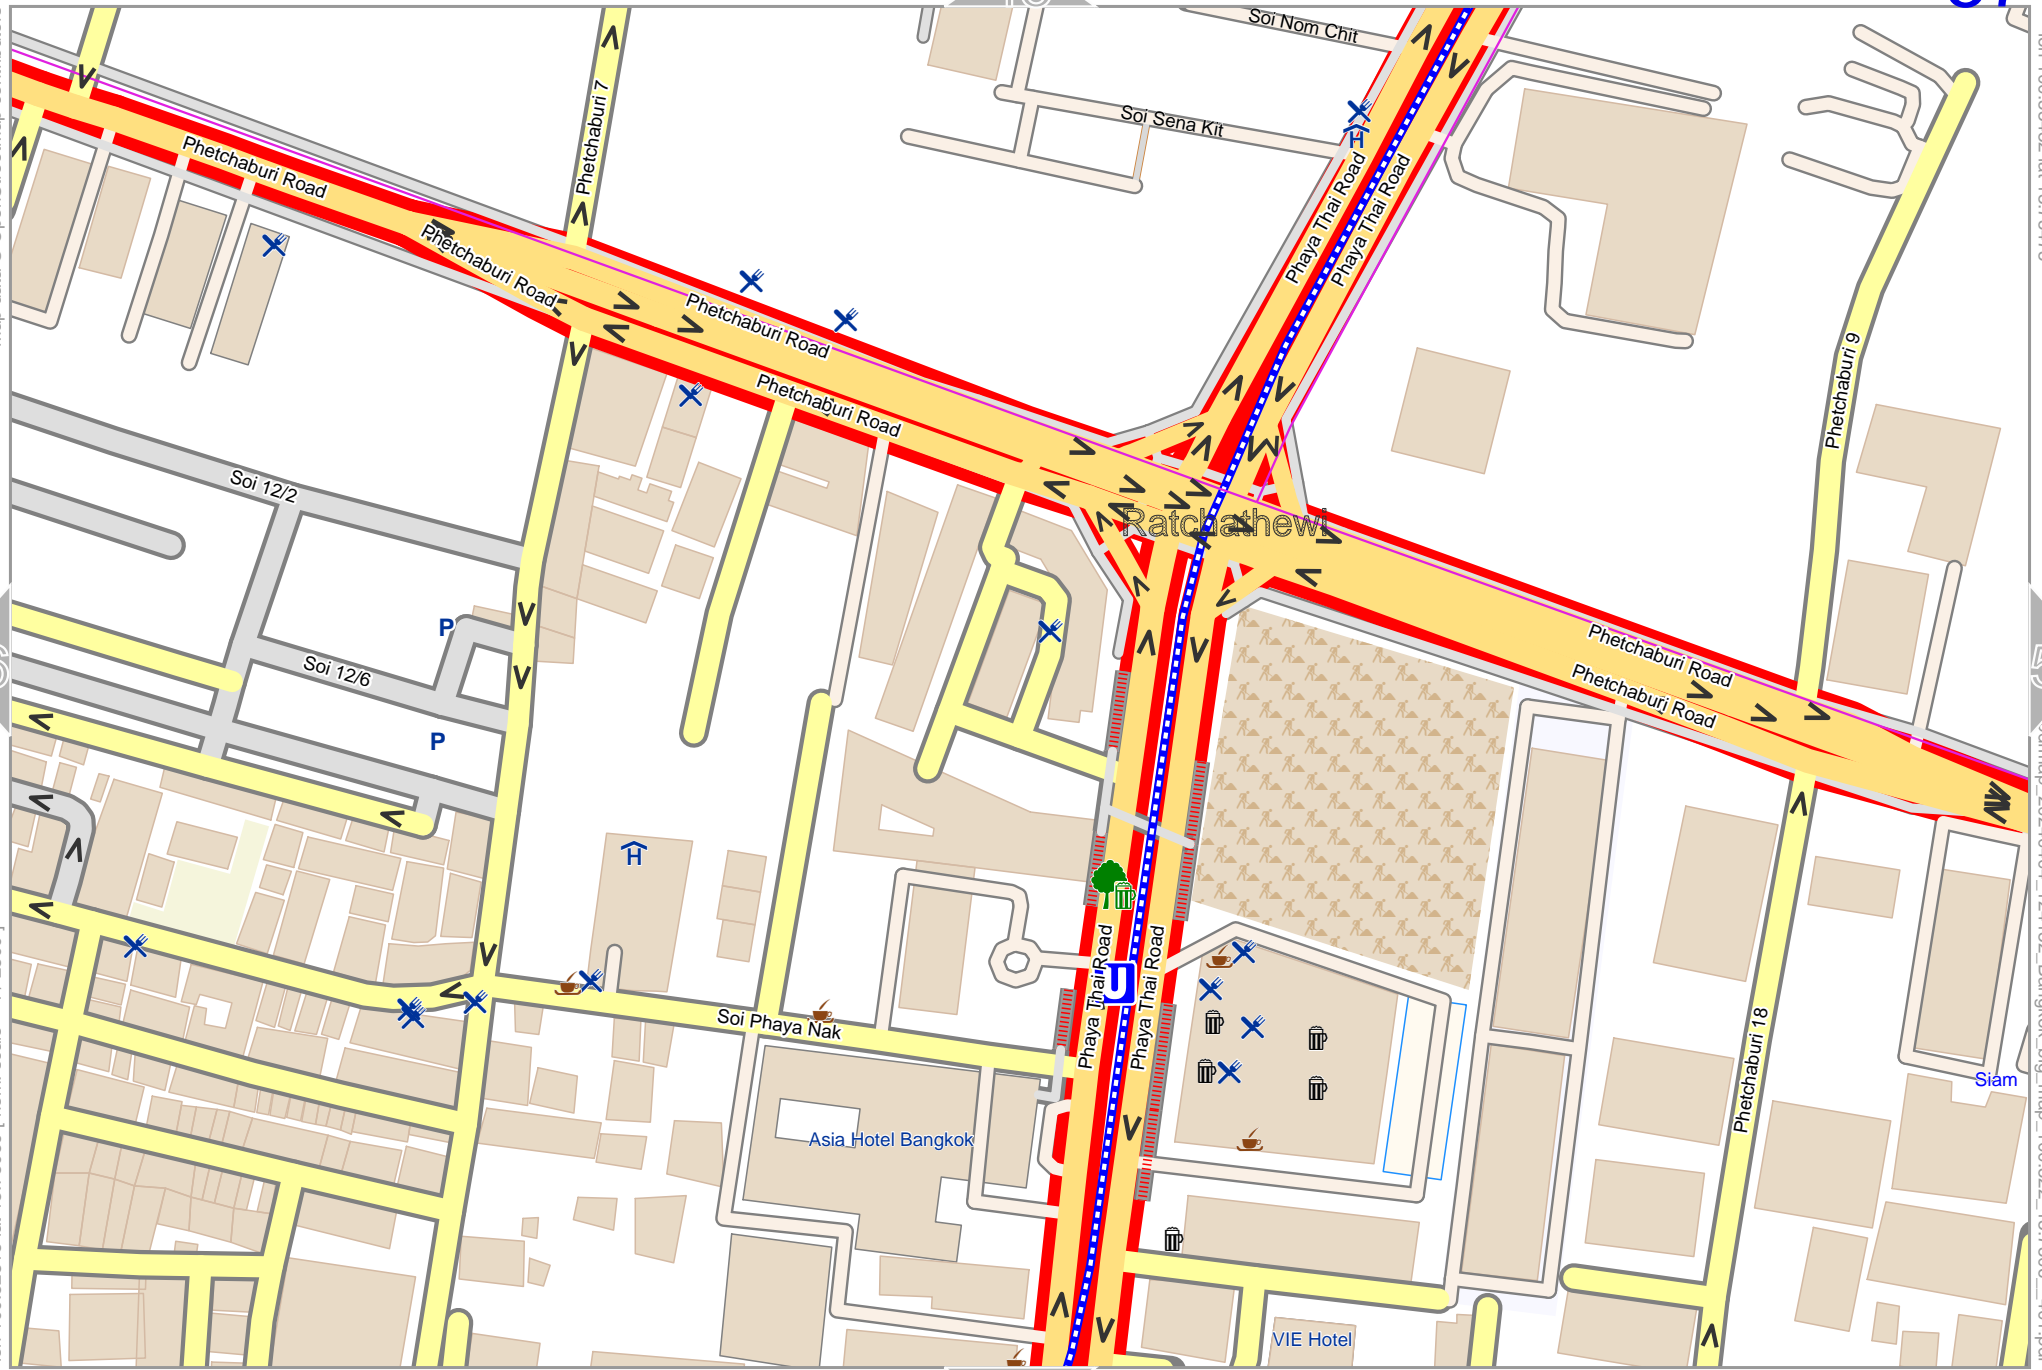 Soi Nom Chit
Soi Sena Kit
Phetchaburi 7
Phetchaburi Road
Phaya Thai Road
Phaya Thai Road
H
Phetchaburi Road
Phetchaburi Road
Phetchaburi Road
Phetchaburi 9
Soi 12/2
Ratchathewi
P
Soi 12/6
Phetchaburi Road
Phetchaburi Road
P
H
Phaya Thai Road
Phaya Thai Road
Soi Phaya Nak
Phetchaburi 18
Siam
Asia Hotel Bangkok
VIE Hotel